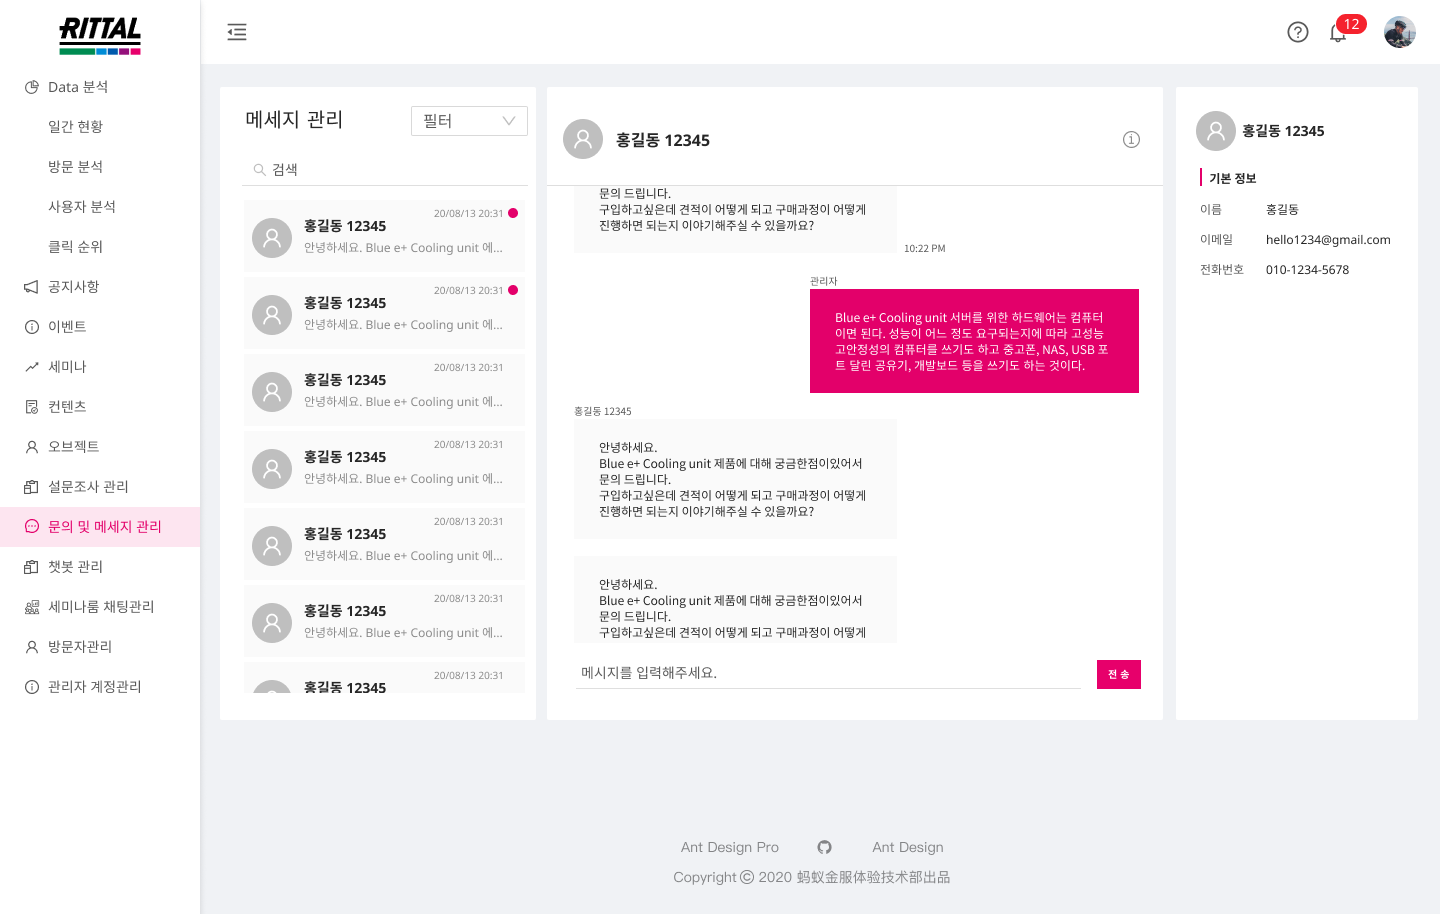 RITTAL
12
Data 분석
일간 현황
방문 분석
사용자 분석
클릭 순위
공지사항
이벤트
세미나
컨텐츠
오브젝트
설문조사 관리
문의 및 메세지 관리
챗봇 관리
세미나룸 채팅관리
방문자관리
관리자 계정관리
메세지 관리
필터
검색
20/08/13 20:31
홍길동 12345
안녕하세요. Blue e+ Cooling unit 에...
20/08/13 20:31
홍길동 12345
안녕하세요. Blue e+ Cooling unit 에...
20/08/13 20:31
홍길동 12345
안녕하세요. Blue e+ Cooling unit 에...
20/08/13 20:31
홍길동 12345
안녕하세요. Blue e+ Cooling unit 에...
20/08/13 20:31
홍길동 12345
안녕하세요. Blue e+ Cooling unit 에...
20/08/13 20:31
홍길동 12345
안녕하세요. Blue e+ Cooling unit 에...
20/08/13 20:31
홍길동 12345
홍길동 12345
문의 드립니다.
구입하고싶은데 견적이 어떻게 되고 구매과정이 어떻게
진행하면 되는지 이야기해주실 수 있을까요?
10:22 PM
관리자
Blue e+ Cooling unit 서버를 위한 하드웨어는 컴퓨터
이면 된다. 성능이 어느 정도 요구되는지에 따라 고성능
고안정성의 컴퓨터를 쓰기도 하고 중고폰, NAS, USB 포
트 달린 공유기, 개발보드 등을 쓰기도 하는 것이다.
홍길동 12345
안녕하세요.
Blue e+ Cooling unit 제품에 대해 궁금한점이있어서
문의 드립니다.
구입하고싶은데 견적이 어떻게 되고 구매과정이 어떻게
진행하면 되는지 이야기해주실 수 있을까요?
안녕하세요.
Blue e+ Cooling unit 제품에 대해 궁금한점이있어서
문의 드립니다.
구입하고싶은데 견적이 어떻게 되고 구매과정이 어떻게
메시지를 입력해주세요.
전 송
홍길동 12345
기본 정보
이름 홍길동
이메일 hello1234@gmail.com
전화번호 010-1234-5678
Ant Design Pro Ant Design
Copyright © 2020 蚂蚁金服体验技术部出品